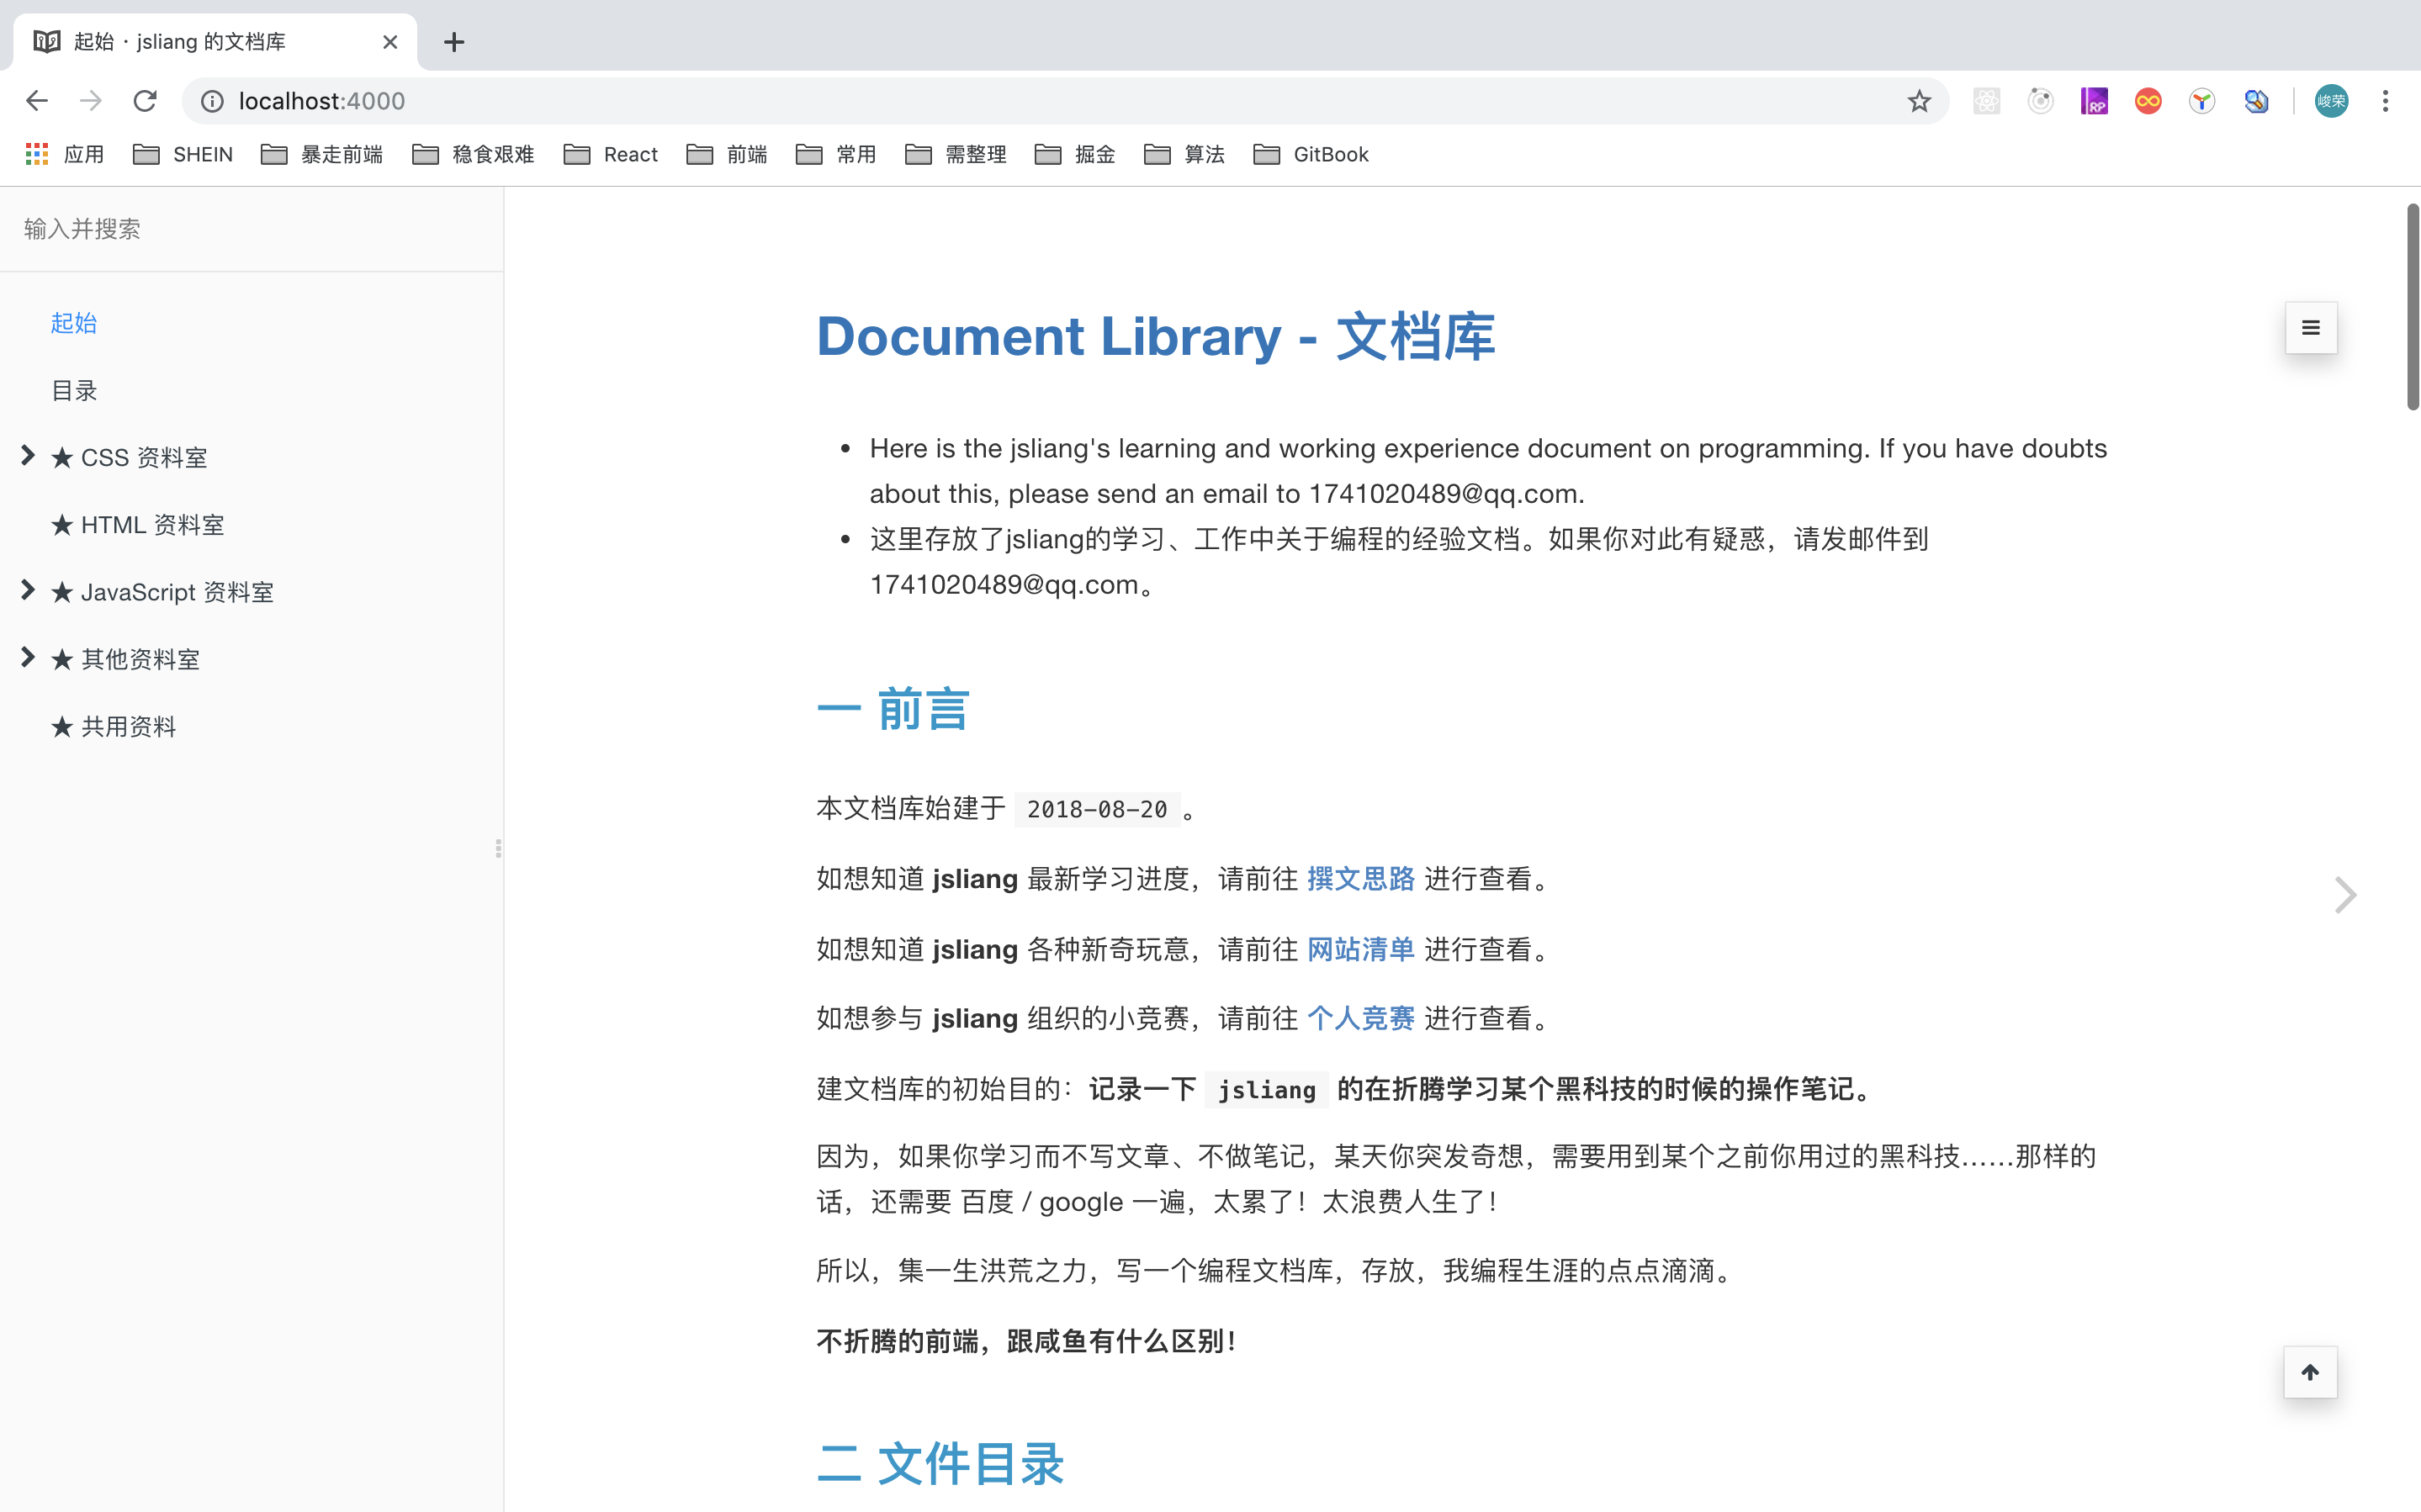 起始 · jsliang 的文档库
localhost:4000
RP
峻荣
应用
SHEIN
暴走前端
稳食艰难
React
前端
常用
需整理
掘金
算法
GitBook
输入并搜索
起始
目录
★ CSS 资料室
★ HTML 资料室
★ JavaScript 资料室
★ 其他资料室
★ 共用资料
Document Library - 文档库
• Here is the jsliang's learning and working experience document on programming. If you have doubts
about this, please send an email to 1741020489@qq.com.
• 这里存放了jsliang的学习、工作中关于编程的经验文档。如果你对此有疑惑，请发邮件到
1741020489@qq.com。
一 前言
本文档库始建于 2018-08-20 。
如想知道 jsliang 最新学习进度，请前往 撰文思路 进行查看。
如想知道 jsliang 各种新奇玩意，请前往 网站清单 进行查看。
如想参与 jsliang 组织的小竞赛，请前往 个人竞赛 进行查看。
建文档库的初始目的：记录一下 jsliang 的在折腾学习某个黑科技的时候的操作笔记。
因为，如果你学习而不写文章、不做笔记，某天你突发奇想，需要用到某个之前你用过的黑科技……那样的
话，还需要 百度 / google 一遍，太累了！太浪费人生了！
所以，集一生洪荒之力，写一个编程文档库，存放，我编程生涯的点点滴滴。
不折腾的前端，跟咸鱼有什么区别！
二 文件目录